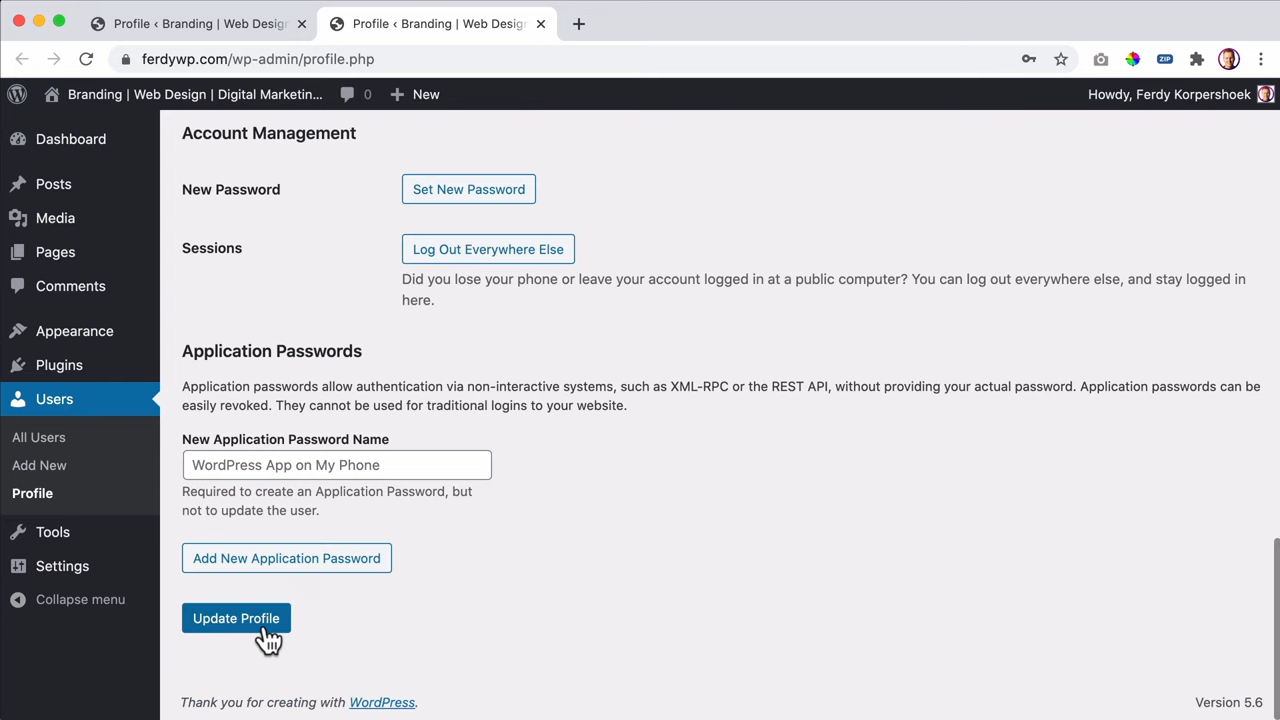 Profile ‹ Branding | Web Design
Profile ‹ Branding | Web Design
ferdywp.com/wp-admin/profile.php
ZIP
Branding | Web Design | Digital Marketin...
0
New
Howdy, Ferdy Korpershoek
Dashboard
Posts
Media
Pages
Comments
Appearance
Plugins
Users
All Users
Add New
Profile
Tools
Settings
Collapse menu
Account Management
New Password
Set New Password
Sessions
Log Out Everywhere Else
Did you lose your phone or leave your account logged in at a public computer? You can log out everywhere else, and stay logged in
here.
Application Passwords
Application passwords allow authentication via non-interactive systems, such as XML-RPC or the REST API, without providing your actual password. Application passwords can be
easily revoked. They cannot be used for traditional logins to your website.
New Application Password Name
WordPress App on My Phone
Required to create an Application Password, but
not to update the user.
Add New Application Password
Update Profile
Thank you for creating with WordPress.
Version 5.6